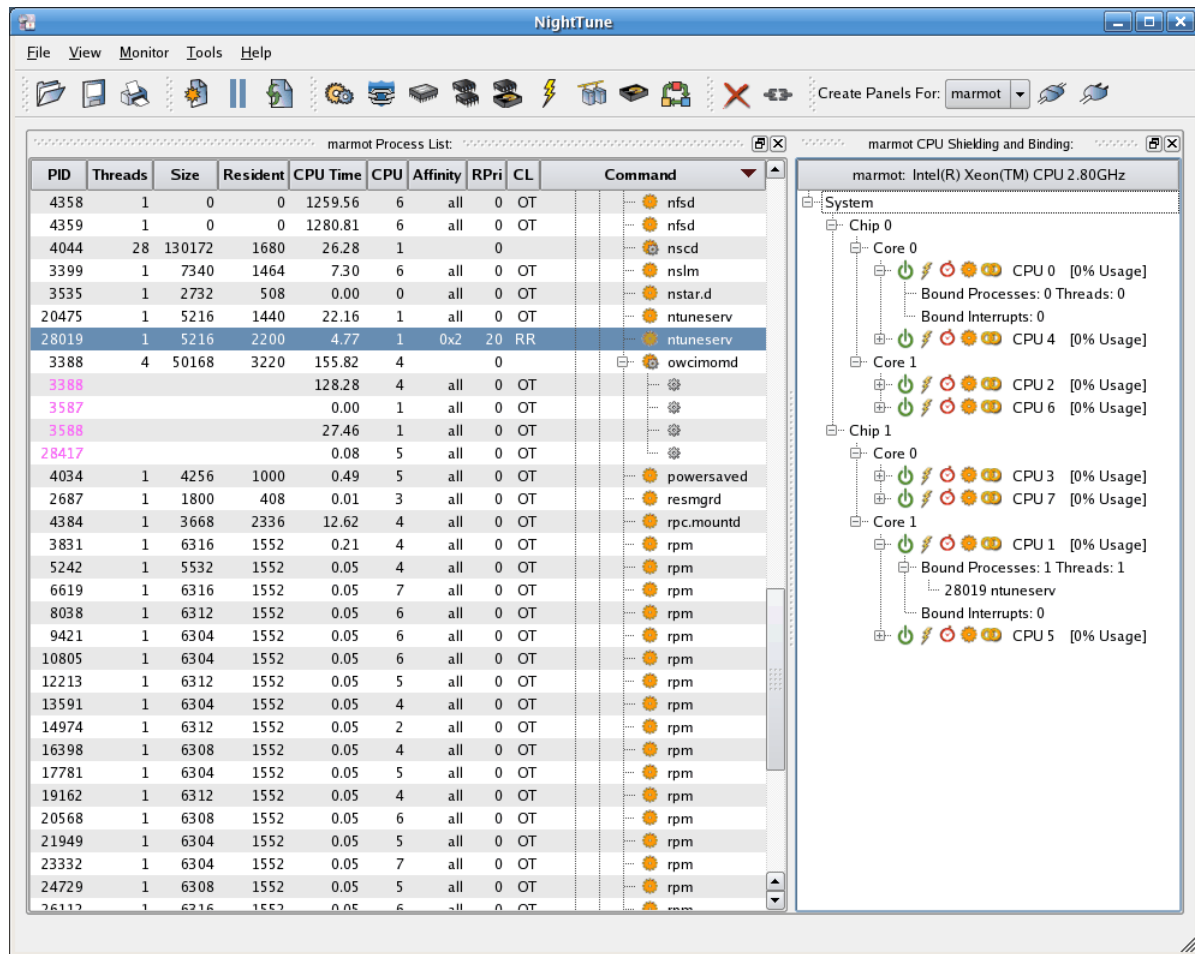 NightTune
File View Monitor Tools Help
Create Panels For: marmot
marmot Process List:
PID Threads Size Resident CPU Time CPU Affinity RPri CL Command
4358 1 0 0 1259.56 6 all 0 OT nfsd
4359 1 0 0 1280.81 6 all 0 OT nfsd
4044 28 130172 1680 26.28 1 0 nscd
3399 1 7340 1464 7.30 6 all 0 OT nslm
3535 1 2732 508 0.00 0 all 0 OT nstar.d
20475 1 5216 1440 22.16 1 all 0 OT ntuneserv
28019 1 5216 2200 4.77 1 0x2 20 RR ntuneserv
3388 4 50168 3220 155.82 4 0 owcimomd
3388 128.28 4 all 0 OT
3587 0.00 1 all 0 OT
3588 27.46 1 all 0 OT
28417 0.08 5 all 0 OT
4034 1 4256 1000 0.49 5 all 0 OT powersaved
2687 1 1800 408 0.01 3 all 0 OT resmgrd
4384 1 3668 2336 12.62 4 all 0 OT rpc.mountd
3831 1 6316 1552 0.21 4 all 0 OT rpm
5242 1 5532 1552 0.05 4 all 0 OT rpm
6619 1 6316 1552 0.05 7 all 0 OT rpm
8038 1 6312 1552 0.05 6 all 0 OT rpm
9421 1 6304 1552 0.05 6 all 0 OT rpm
10805 1 6304 1552 0.05 6 all 0 OT rpm
12213 1 6312 1552 0.05 5 all 0 OT rpm
13591 1 6304 1552 0.05 4 all 0 OT rpm
14974 1 6312 1552 0.05 2 all 0 OT rpm
16398 1 6308 1552 0.05 4 all 0 OT rpm
17781 1 6304 1552 0.05 5 all 0 OT rpm
19162 1 6312 1552 0.05 4 all 0 OT rpm
20568 1 6308 1552 0.05 6 all 0 OT rpm
21949 1 6304 1552 0.05 5 all 0 OT rpm
23332 1 6304 1552 0.05 7 all 0 OT rpm
24729 1 6308 1552 0.05 5 all 0 OT rpm
26112 1 6316 1552 0.05 6 all 0 OT rpm
marmot CPU Shielding and Binding:
marmot: Intel(R) Xeon(TM) CPU 2.80GHz
System
Chip 0
Core 0
CPU 0 [0% Usage]
Bound Processes: 0 Threads: 0
Bound Interrupts: 0
CPU 4 [0% Usage]
Core 1
CPU 2 [0% Usage]
CPU 6 [0% Usage]
Chip 1
Core 0
CPU 3 [0% Usage]
CPU 7 [0% Usage]
Core 1
CPU 1 [0% Usage]
Bound Processes: 1 Threads: 1
28019 ntuneserv
Bound Interrupts: 0
CPU 5 [0% Usage]